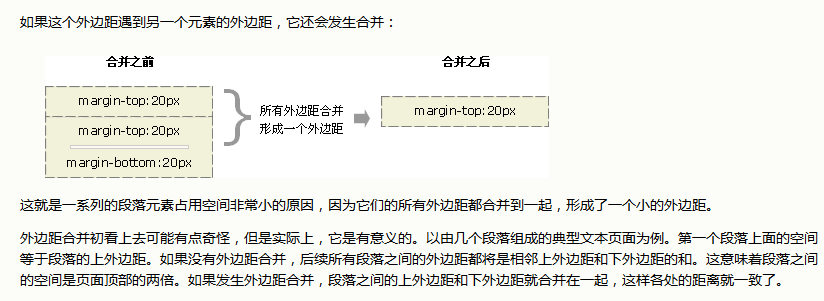 如果这个外边距遇到另一个元素的外边距，它还会发生合并：
合并之前
合并之后
margin-top:20px
margin-top:20px
margin-bottom:20px
所有外边距合并
形成一个外边距
margin-top:20px
这就是一系列的段落元素占用空间非常小的原因，因为它们的所有外边距都合并到一起，形成了一个小的外边距。
外边距合并初看上去可能有点奇怪，但是实际上，它是有意义的。以由几个段落组成的典型文本页面为例。第一个段落上面的空间
等于段落的上外边距。如果没有外边距合并，后续所有段落之间的外边距都将是相邻上外边距和下外边距的和。这意味着段落之间
的空间是页面顶部的两倍。如果发生外边距合并，段落之间的上外边距和下外边距就合并在一起，这样各处的距离就一致了。